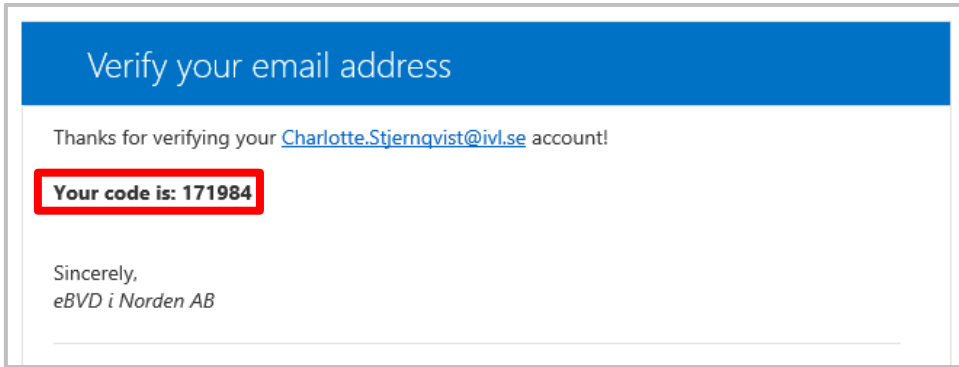 Verify your email address
Thanks for verifying your Charlotte.Stjernqvist@ivl.se account!
Your code is: 171984
Sincerely,
eBVD i Norden AB